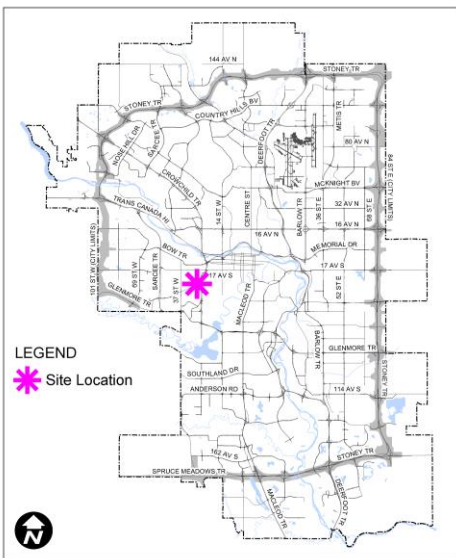 144 AV N
STONEY TR
STONEY TR
COUNTRY HILLS BV
METIS TR
NOSE HILL DR
SARCEE TR
DEERFOOT TR
80 AV N
84 ST E (CITY LIMITS)
CROWCHILD TR
MCKNIGHT BV
14 ST W
CENTRE ST
BARLOW TR
36 ST E
32 AV N
68 ST E
TRANS CANADA HI
16 AV N
16 AV N
MEMORIAL DR
BOW TR
17 AV S
17 AV S
101 ST W (CITY LIMITS)
69 ST W
SARCEE TR
37 ST W
52 ST E
GLENMORE TR
MACLEOD TR
BARLOW TR
GLENMORE TR
LEGEND
Site Location
SOUTHLAND DR
ANDERSON RD
114 AV S
STONEY TR
162 AV S
STONEY TR
SPRUCE MEADOWS TR
MACLEOD TR
DEERFOOT TR
N